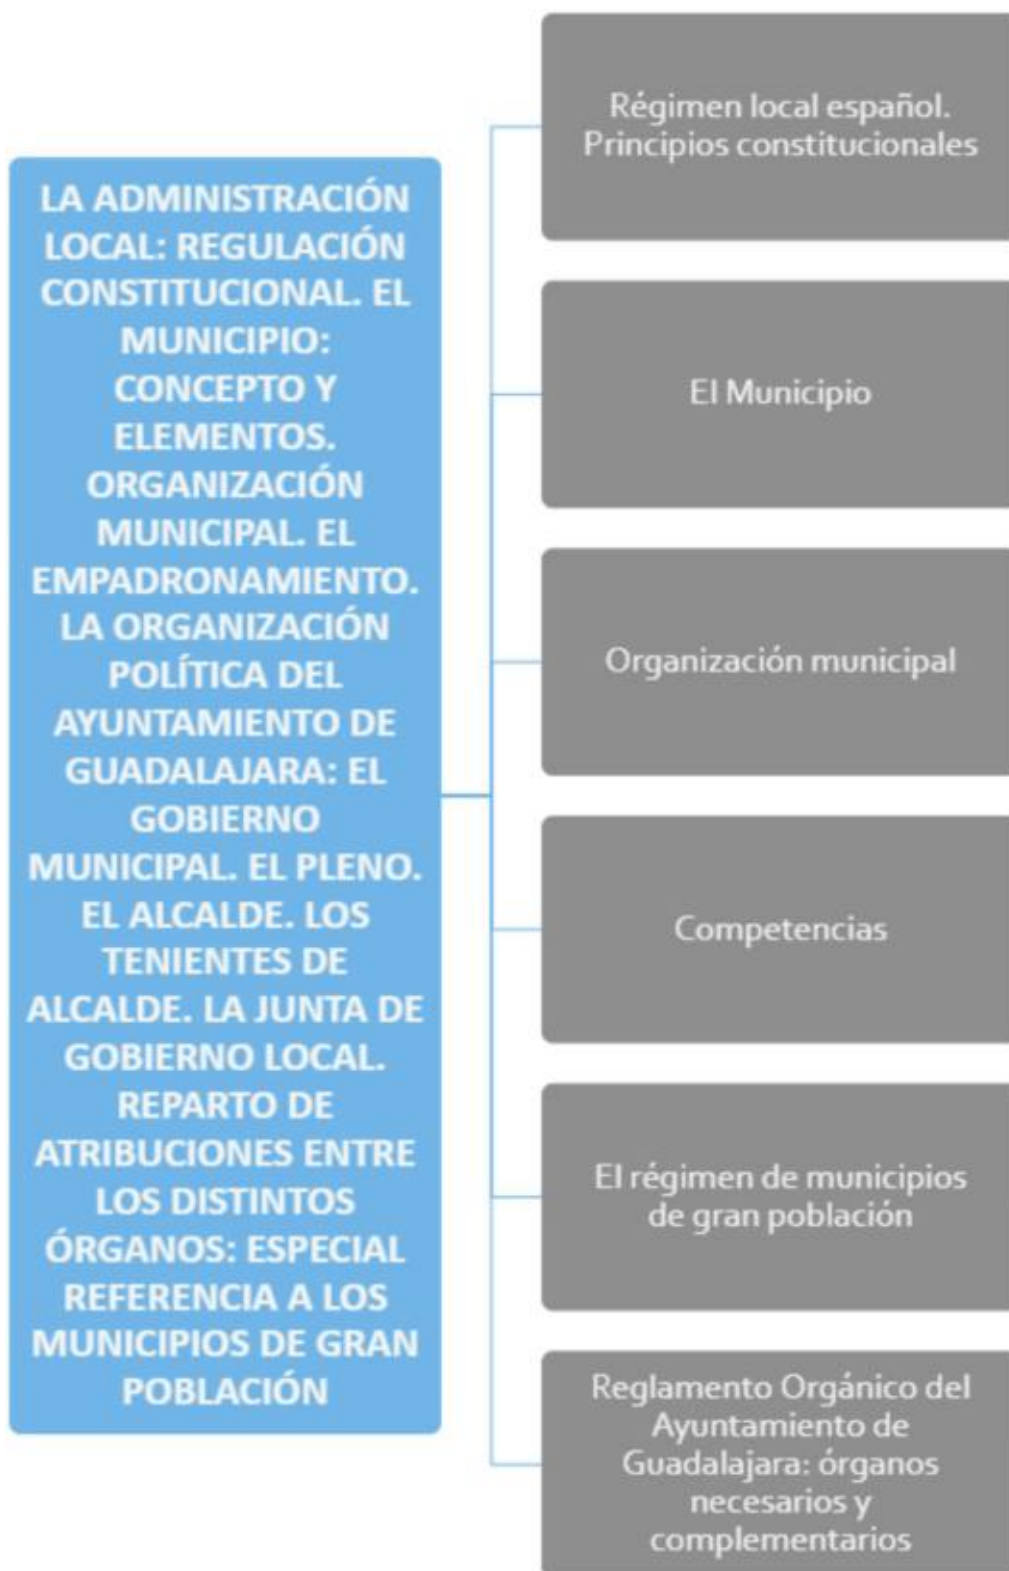 LA ADMINISTRACIÓN
LOCAL: REGULACIÓN
CONSTITUCIONAL. EL
MUNICIPIO:
CONCEPTO Y
ELEMENTOS.
ORGANIZACIÓN
MUNICIPAL. EL
EMPADRONAMIENTO.
LA ORGANIZACIÓN
POLÍTICA DEL
AYUNTAMIENTO DE
GUADALAJARA: EL
GOBIERNO
MUNICIPAL. EL PLENO.
EL ALCALDE. LOS
TENIENTES DE
ALCALDE. LA JUNTA DE
GOBIERNO LOCAL.
REPARTO DE
ATRIBUCIONES ENTRE
LOS DISTINTOS
ÓRGANOS: ESPECIAL
REFERENCIA A LOS
MUNICIPIOS DE GRAN
POBLACIÓN
Régimen local español.
Principios constitucionales
El Municipio
Organización municipal
Competencias
El régimen de municipios
de gran población
Reglamento Orgánico del
Ayuntamiento de
Guadalajara: órganos
necesarios y
complementarios